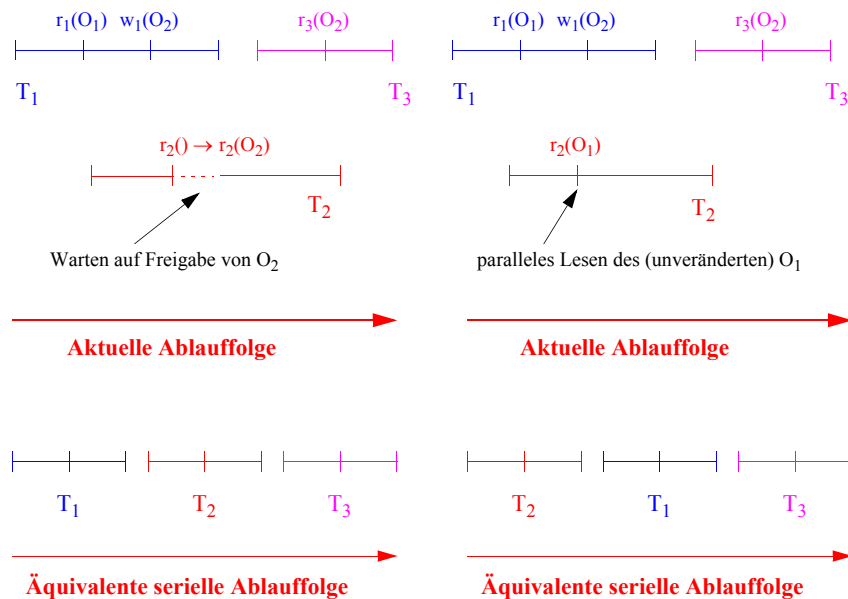 r1(O1) w1(O2)
r3(O2)
T1
T3
r2() → r2(O2)
T2
Warten auf Freigabe von O2
Aktuelle Ablauffolge
T1
T2
T3
Äquivalente serielle Ablauffolge
r1(O1) w1(O2)
r3(O2)
T1
T3
r2(O1)
T2
paralleles Lesen des (unveränderten) O1
Aktuelle Ablauffolge
T2
T1
T3
Äquivalente serielle Ablauffolge